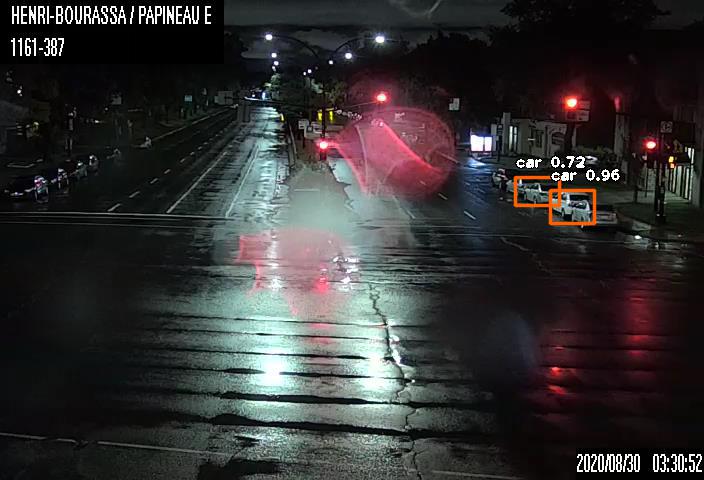 HENRI-BOURASSA / PAPINEAU E
1161-387
car 0.72
car 0.96
2020/08/30 03:30:52